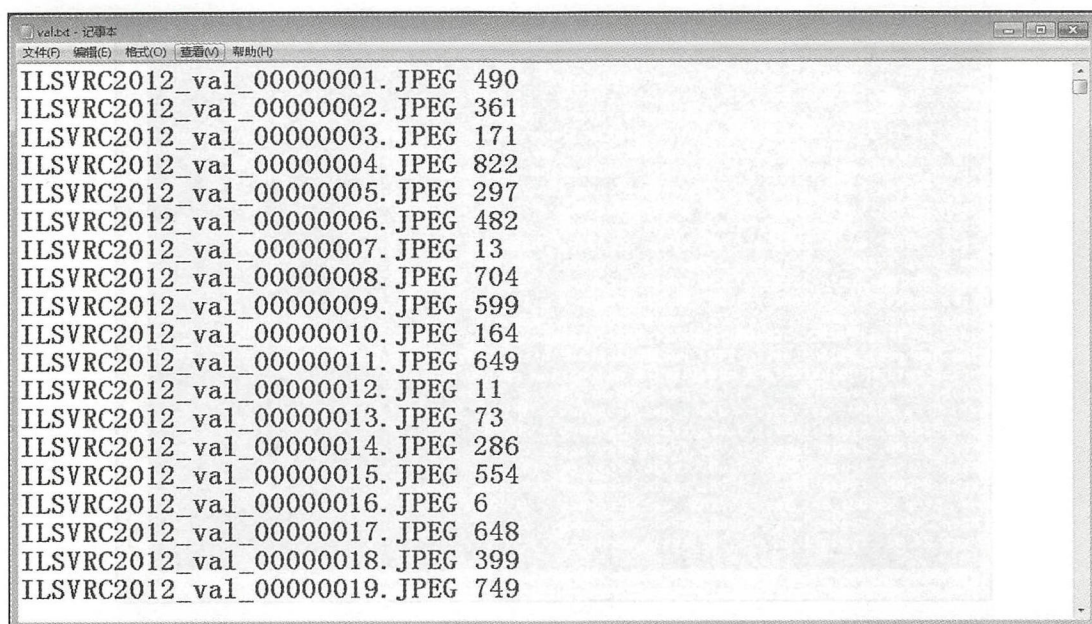 val.txt - 记事本
文件(F) 编辑(E) 格式(O) 查看(V) 帮助(H)
ILSVRC2012_val_00000001.JPEG 490
ILSVRC2012_val_00000002.JPEG 361
ILSVRC2012_val_00000003.JPEG 171
ILSVRC2012_val_00000004.JPEG 822
ILSVRC2012_val_00000005.JPEG 297
ILSVRC2012_val_00000006.JPEG 482
ILSVRC2012_val_00000007.JPEG 13
ILSVRC2012_val_00000008.JPEG 704
ILSVRC2012_val_00000009.JPEG 599
ILSVRC2012_val_00000010.JPEG 164
ILSVRC2012_val_00000011.JPEG 649
ILSVRC2012_val_00000012.JPEG 11
ILSVRC2012_val_00000013.JPEG 73
ILSVRC2012_val_00000014.JPEG 286
ILSVRC2012_val_00000015.JPEG 554
ILSVRC2012_val_00000016.JPEG 6
ILSVRC2012_val_00000017.JPEG 648
ILSVRC2012_val_00000018.JPEG 399
ILSVRC2012_val_00000019.JPEG 749